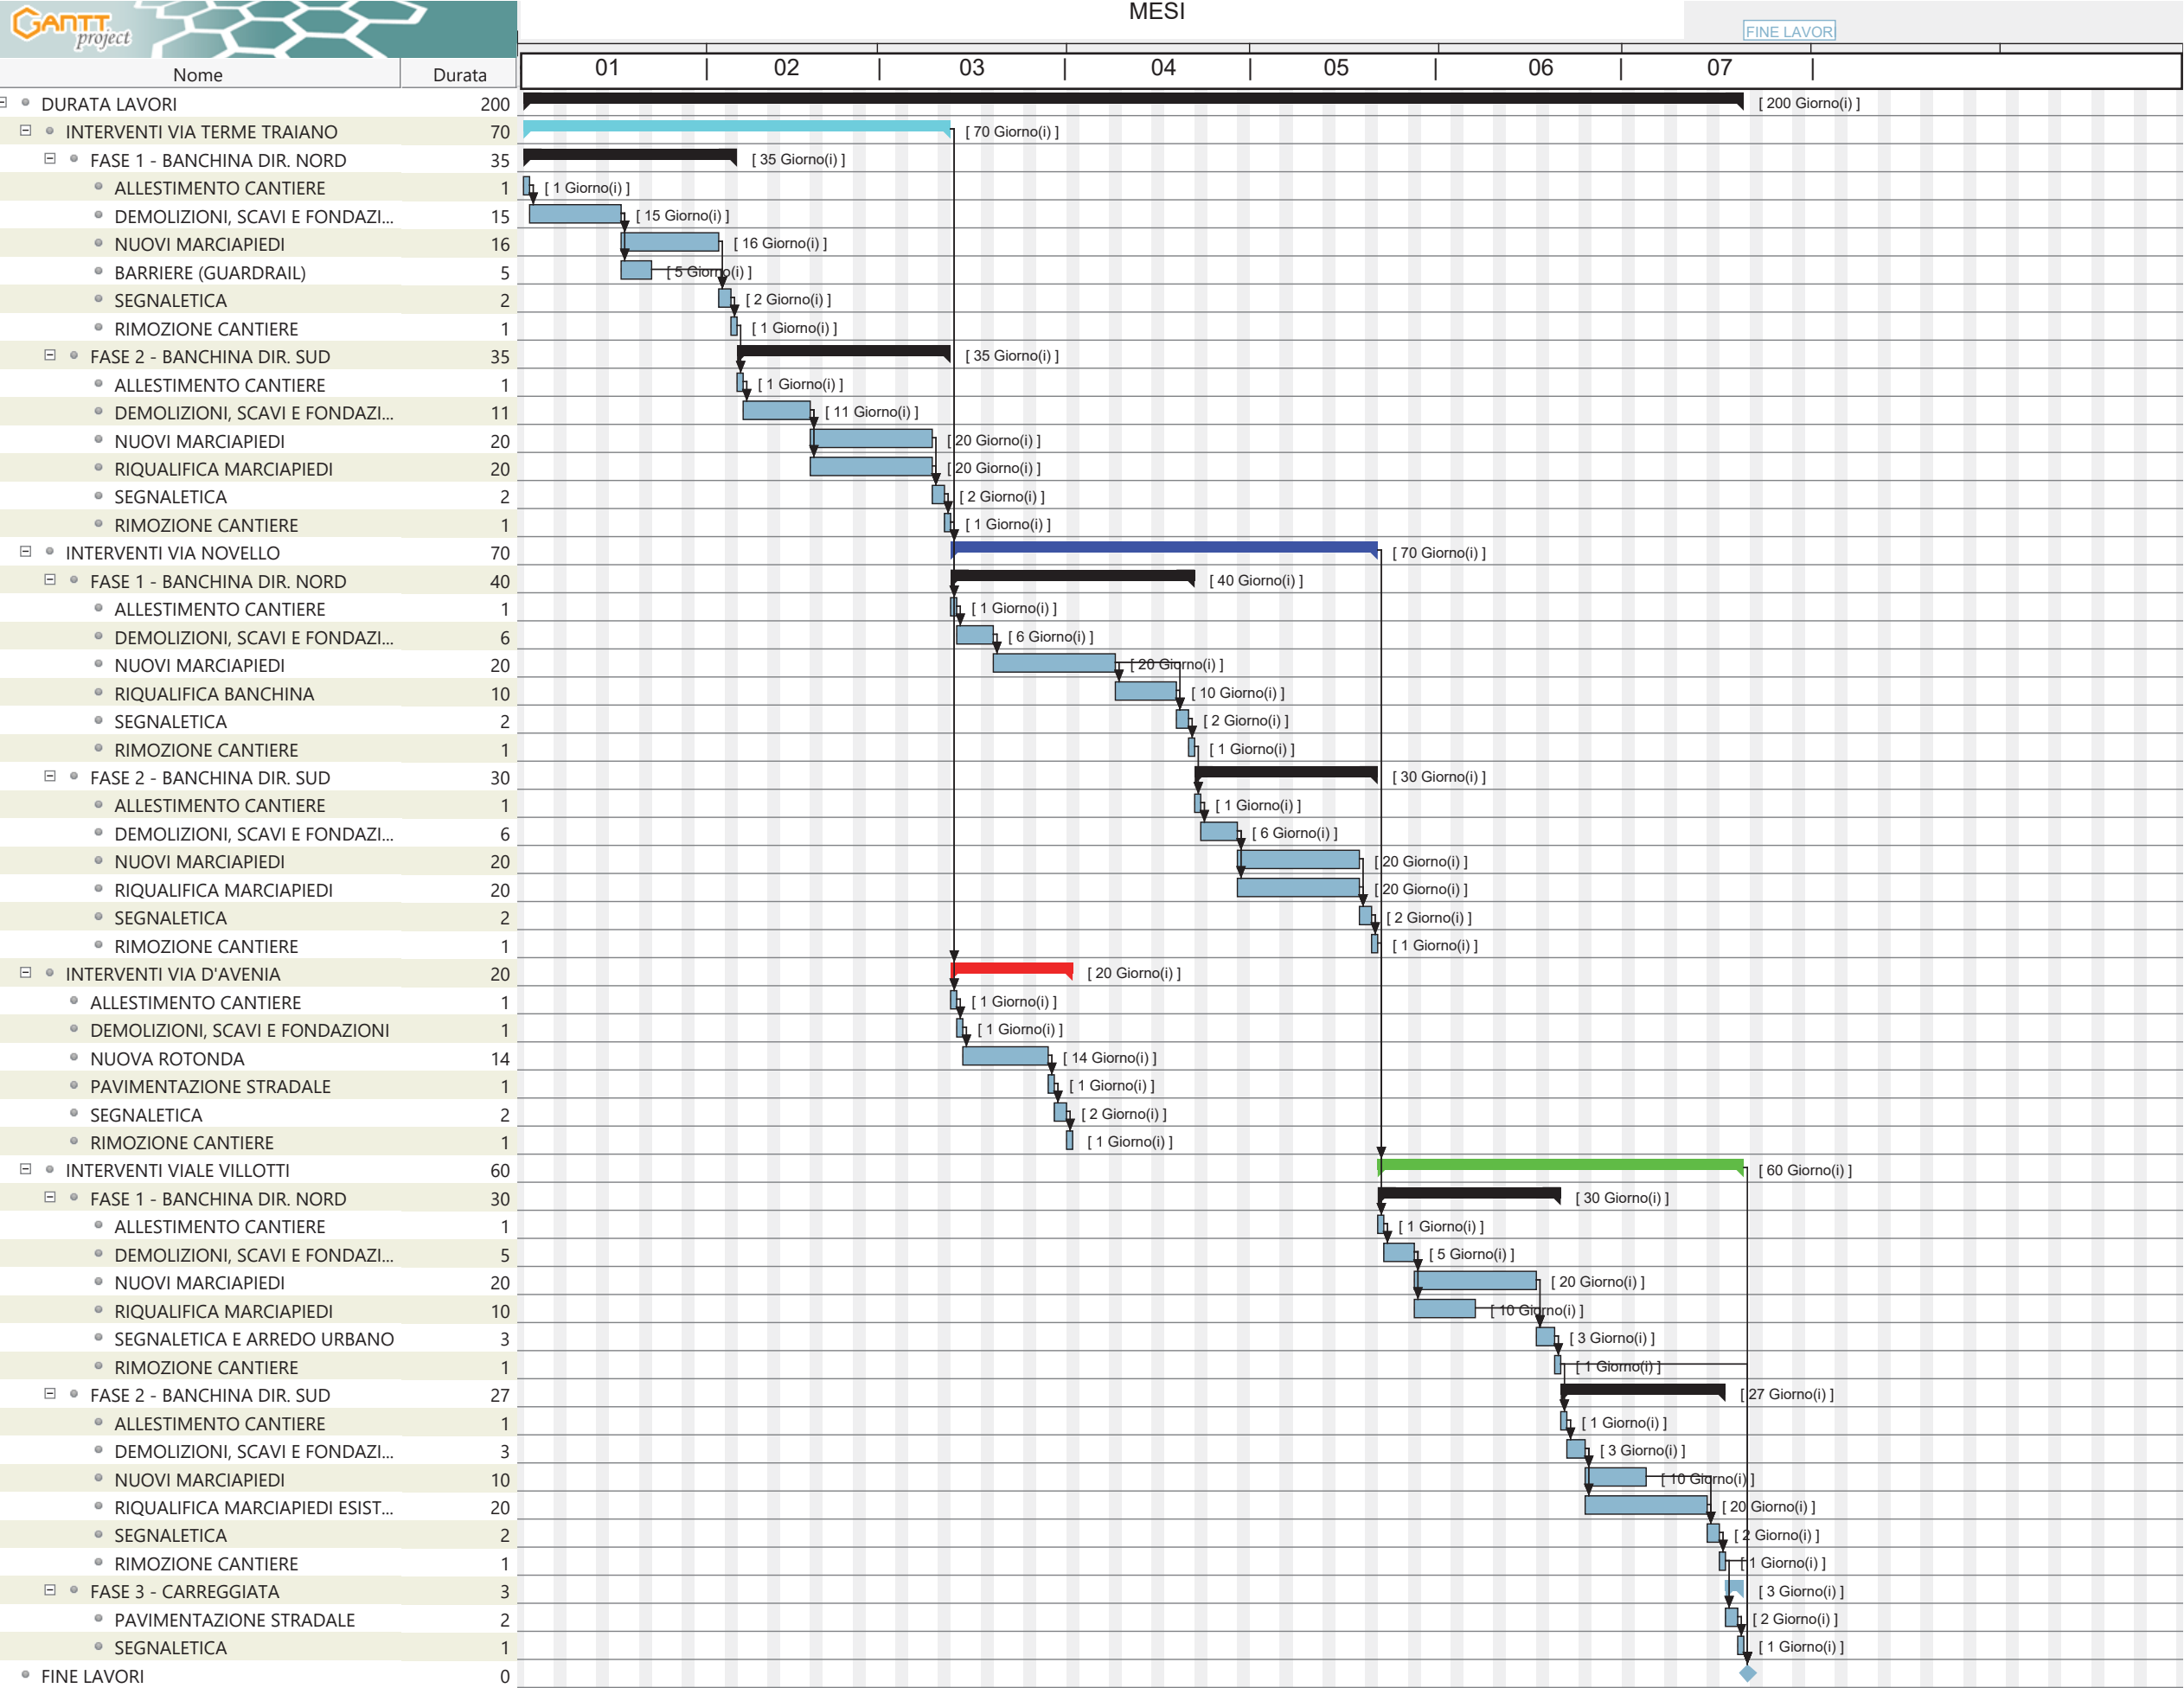 MESI
GANTT project
FINE LAVOR
Nome Durata 01 02 03 04 05 06 07
DURATA LAVORI 200 [ 200 Giorno(i) ]
INTERVENTI VIA TERME TRAIANO 70 [ 70 Giorno(i) ]
FASE 1 - BANCHINA DIR. NORD 35 [ 35 Giorno(i) ]
ALLESTIMENTO CANTIERE 1 [ 1 Giorno(i) ]
DEMOLIZIONI, SCAVI E FONDAZI... 15 [ 15 Giorno(i) ]
NUOVI MARCIAPIEDI 16 [ 16 Giorno(i) ]
BARRIERE (GUARDRAIL) 5 [ 5 Giorno(i) ]
SEGNALETICA 2 [ 2 Giorno(i) ]
RIMOZIONE CANTIERE 1 [ 1 Giorno(i) ]
FASE 2 - BANCHINA DIR. SUD 35 [ 35 Giorno(i) ]
ALLESTIMENTO CANTIERE 1 [ 1 Giorno(i) ]
DEMOLIZIONI, SCAVI E FONDAZI... 11 [ 11 Giorno(i) ]
NUOVI MARCIAPIEDI 20 [ 20 Giorno(i) ]
RIQUALIFICA MARCIAPIEDI 20 [ 20 Giorno(i) ]
SEGNALETICA 2 [ 2 Giorno(i) ]
RIMOZIONE CANTIERE 1 [ 1 Giorno(i) ]
INTERVENTI VIA NOVELLO 70 [ 70 Giorno(i) ]
FASE 1 - BANCHINA DIR. NORD 40 [ 40 Giorno(i) ]
ALLESTIMENTO CANTIERE 1 [ 1 Giorno(i) ]
DEMOLIZIONI, SCAVI E FONDAZI... 6 [ 6 Giorno(i) ]
NUOVI MARCIAPIEDI 20 [ 20 Giorno(i) ]
RIQUALIFICA BANCHINA 10 [ 10 Giorno(i) ]
SEGNALETICA 2 [ 2 Giorno(i) ]
RIMOZIONE CANTIERE 1 [ 1 Giorno(i) ]
FASE 2 - BANCHINA DIR. SUD 30 [ 30 Giorno(i) ]
ALLESTIMENTO CANTIERE 1 [ 1 Giorno(i) ]
DEMOLIZIONI, SCAVI E FONDAZI... 6 [ 6 Giorno(i) ]
NUOVI MARCIAPIEDI 20 [ 20 Giorno(i) ]
RIQUALIFICA MARCIAPIEDI 20 [ 20 Giorno(i) ]
SEGNALETICA 2 [ 2 Giorno(i) ]
RIMOZIONE CANTIERE 1 [ 1 Giorno(i) ]
INTERVENTI VIA D'AVENIA 20 [ 20 Giorno(i) ]
ALLESTIMENTO CANTIERE 1 [ 1 Giorno(i) ]
DEMOLIZIONI, SCAVI E FONDAZIONI 1 [ 1 Giorno(i) ]
NUOVA ROTONDA 14 [ 14 Giorno(i) ]
PAVIMENTAZIONE STRADALE 1 [ 1 Giorno(i) ]
SEGNALETICA 2 [ 2 Giorno(i) ]
RIMOZIONE CANTIERE 1 [ 1 Giorno(i) ]
INTERVENTI VIALE VILLOTTI 60 [ 60 Giorno(i) ]
FASE 1 - BANCHINA DIR. NORD 30 [ 30 Giorno(i) ]
ALLESTIMENTO CANTIERE 1 [ 1 Giorno(i) ]
DEMOLIZIONI, SCAVI E FONDAZI... 5 [ 5 Giorno(i) ]
NUOVI MARCIAPIEDI 20 [ 20 Giorno(i) ]
RIQUALIFICA MARCIAPIEDI 10 [ 10 Giorno(i) ]
SEGNALETICA E ARREDO URBANO 3 [ 3 Giorno(i) ]
RIMOZIONE CANTIERE 1 [ 1 Giorno(i) ]
FASE 2 - BANCHINA DIR. SUD 27 [ 27 Giorno(i) ]
ALLESTIMENTO CANTIERE 1 [ 1 Giorno(i) ]
DEMOLIZIONI, SCAVI E FONDAZI... 3 [ 3 Giorno(i) ]
NUOVI MARCIAPIEDI 10 [ 10 Giorno(i) ]
RIQUALIFICA MARCIAPIEDI ESIST... 20 [ 20 Giorno(i) ]
SEGNALETICA 2 [ 2 Giorno(i) ]
RIMOZIONE CANTIERE 1 [ 1 Giorno(i) ]
FASE 3 - CARREGGIATA 3 [ 3 Giorno(i) ]
PAVIMENTAZIONE STRADALE 2 [ 2 Giorno(i) ]
SEGNALETICA 1 [ 1 Giorno(i) ]
FINE LAVORI 0